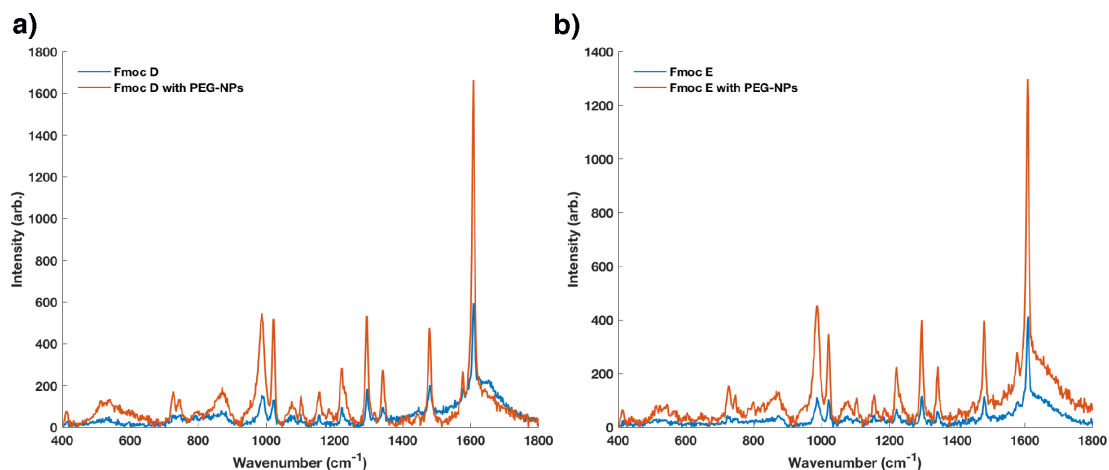 a)
1800
1600
1400
1200
1000
800
600
400
200
0
Intensity (arb.)
Fmoc D
Fmoc D with PEG-NPs
400 600 800 1000 1200 1400 1600 1800
Wavenumber (cm⁻¹)
b)
1400
1200
1000
800
600
400
200
0
Intensity (arb.)
Fmoc E
Fmoc E with PEG-NPs
400 600 800 1000 1200 1400 1600 1800
Wavenumber (cm⁻¹)